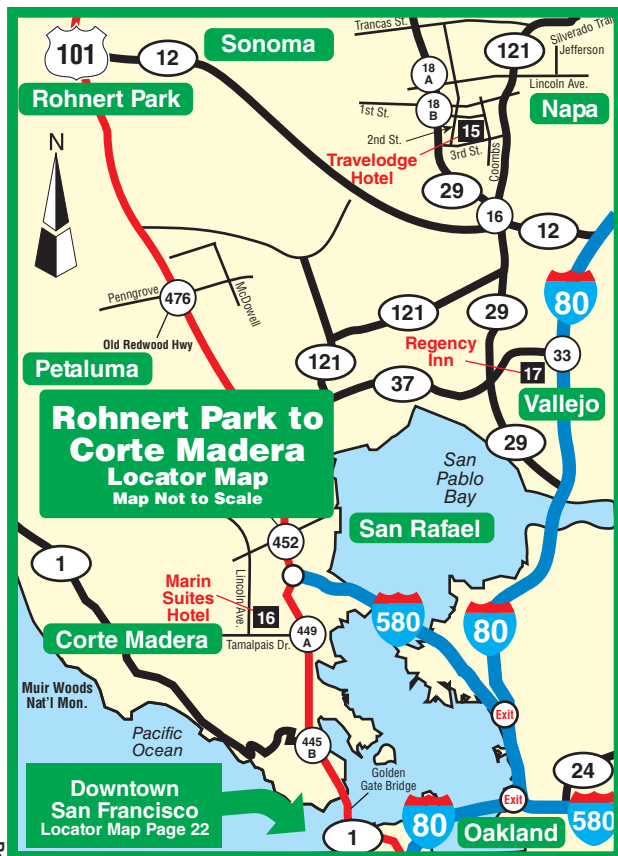 Trancas St.
Silverado Trail
Jefferson
Sonoma
101
12
121
18
A
Lincoln Ave.
Rohnert Park
18
B
1st St.
Napa
2nd St.
15
3rd St.
Coombs
Travelodge
Hotel
N
29
16
12
80
Penngrove
476
McDowell
Old Redwood Hwy
121
29
Regency
Inn
33
17
121
Petaluma
37
Vallejo
Rohnert Park to
Corte Madera
Locator Map
Map Not to Scale
29
San
Pablo
Bay
San Rafael
452
1
Marin
Suites
Hotel
Lincoln Ave.
16
580
80
449
A
Corte Madera
Tamalpais Dr.
Muir Woods
Nat'l Mon.
Exit
Pacific
Ocean
445
B
24
Golden
Gate Bridge
Downtown
San Francisco
Locator Map Page 22
Exit
1
80
Oakland
580